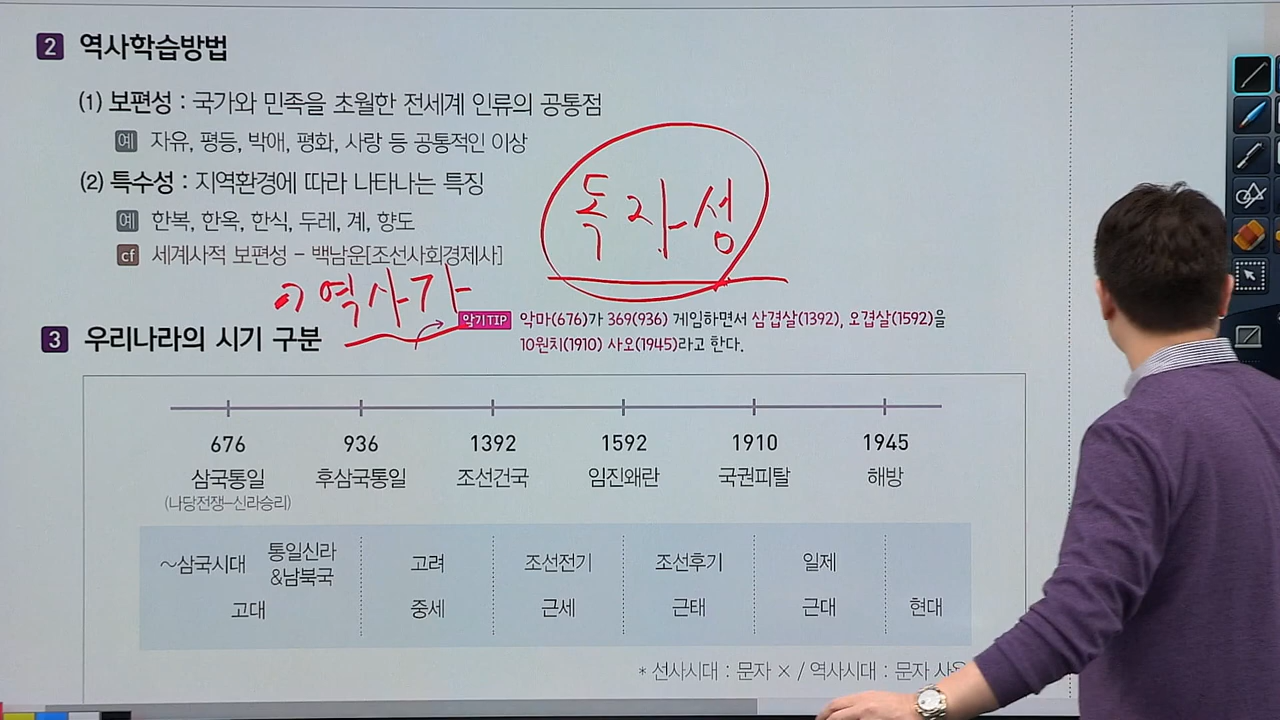 2 역사학습방법
(1) 보편성 : 국가와 민족을 초월한 전세계 인류의 공통점
예 자유, 평등, 박애, 평화, 사랑 등 공통적인 이상
(2) 특수성 : 지역환경에 따라 나타나는 특징
예 한복, 한옥, 한식, 두레, 계, 향도
cf 세계사적 보편성 - 백남운[조선사회경제사]
독자성
역사가
3 우리나라의 시기 구분
악기TIP 악마(676)가 369(936) 게임하면서 삼겹살(1392), 오겹살(1592)을
10원치(1910) 사오(1945)라고 한다.
676 936 1392 1592 1910 1945
삼국통일 후삼국통일 조선건국 임진왜란 국권피탈 해방
(나당전쟁-신라승리)
~삼국시대 통일신라 &남북국 고려 조선전기 조선후기 일제
고대 중세 근세 근태 근대 현대
* 선사시대 : 문자 × / 역사시대 : 문자 사용